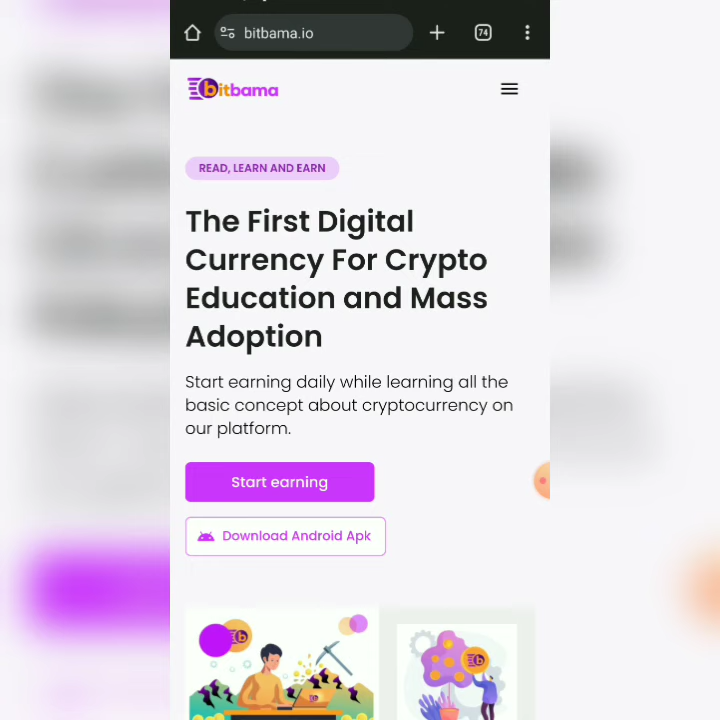 bitbama.io
74
bitbama
READ, LEARN AND EARN
The First Digital
Currency For Crypto
Education and Mass
Adoption
Start earning daily while learning all the
basic concept about cryptocurrency on
our platform.
Start earning
Download Android Apk